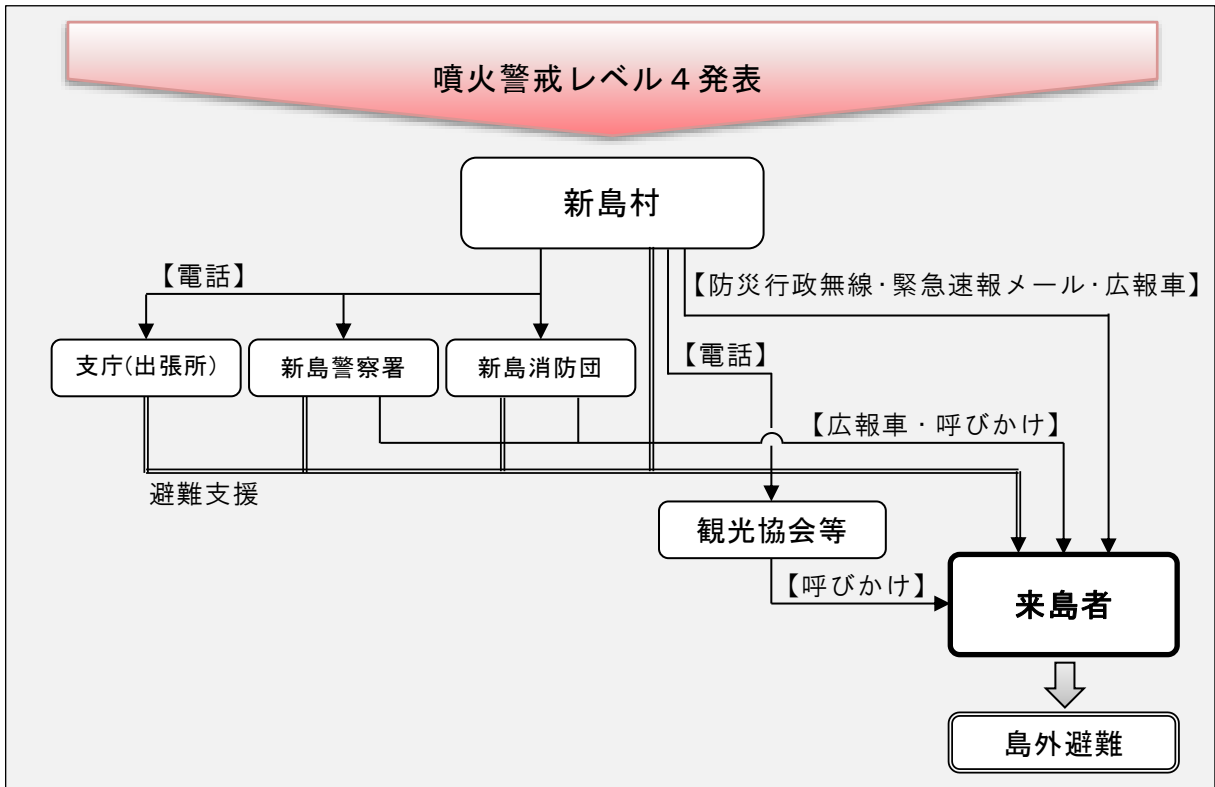 噴火警戒レベル４発表
新島村
【電話】
【防災行政無線･緊急速報メール･広報車】
支庁(出張所)
新島警察署
新島消防団
【電話】
【広報車・呼びかけ】
避難支援
観光協会等
【呼びかけ】
来島者
島外避難